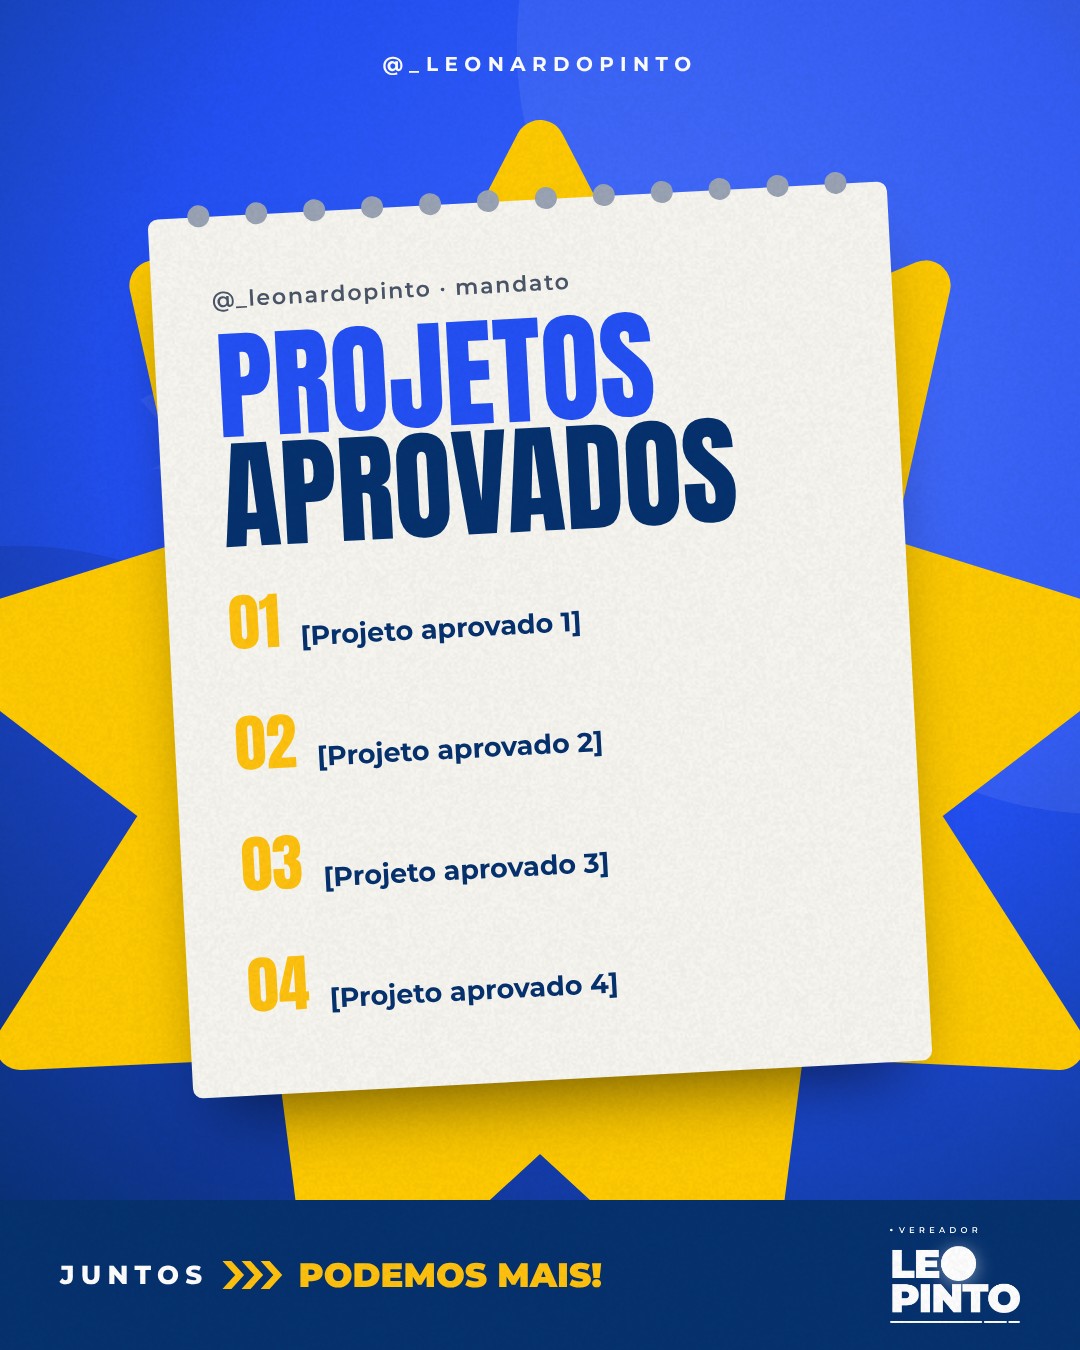 @_LEONARDOPINTO
@_leonardopinto · mandato
PROJETOS
APROVADOS
01 [Projeto aprovado 1]
02 [Projeto aprovado 2]
03 [Projeto aprovado 3]
04 [Projeto aprovado 4]
JUNTOS PODEMOS MAIS!
• VEREADOR
LEO
PINTO